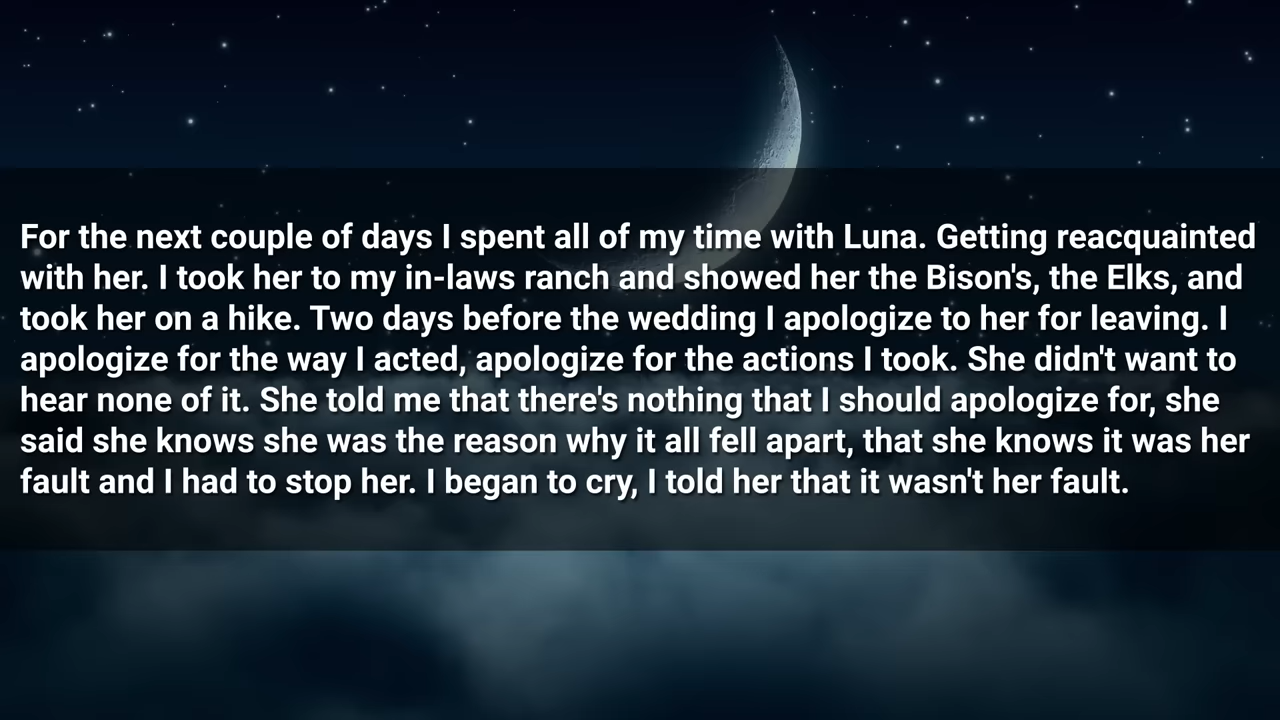 For the next couple of days I spent all of my time with Luna. Getting reacquainted
with her. I took her to my in-laws ranch and showed her the Bison's, the Elks, and
took her on a hike. Two days before the wedding I apologize to her for leaving. I
apologize for the way I acted, apologize for the actions I took. She didn't want to
hear none of it. She told me that there's nothing that I should apologize for, she
said she knows she was the reason why it all fell apart, that she knows it was her
fault and I had to stop her. I began to cry, I told her that it wasn't her fault.